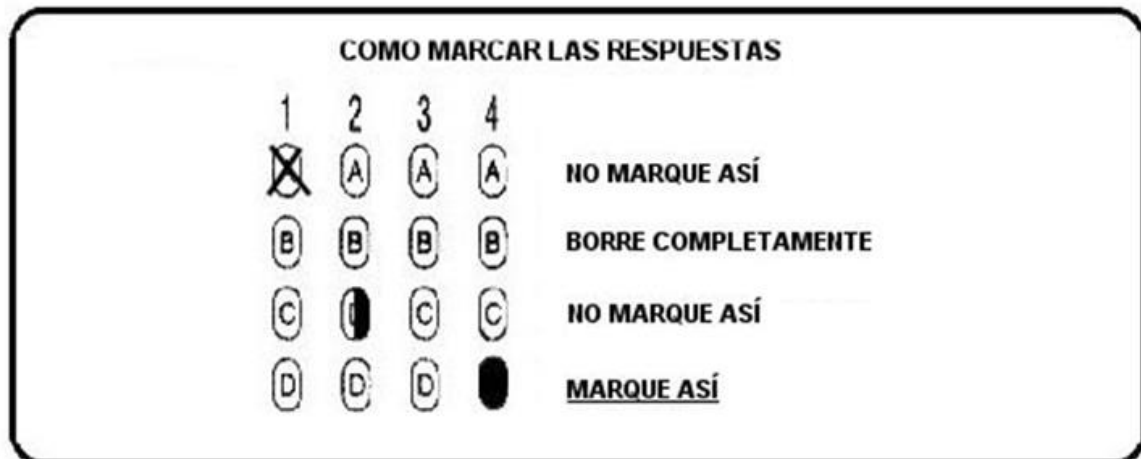 COMO MARCAR LAS RESPUESTAS
1 2 3 4
A A A NO MARQUE ASÍ
B B B B BORRE COMPLETAMENTE
C C C NO MARQUE ASÍ
D D D MARQUE ASÍ